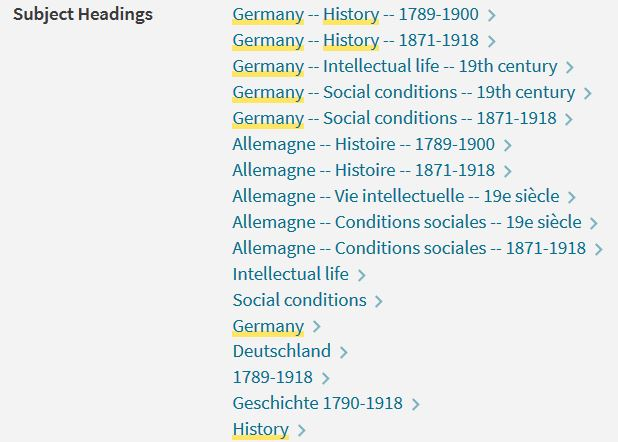 Subject Headings Germany -- History -- 1789-1900 >
Germany -- History -- 1871-1918 >
Germany -- Intellectual life -- 19th century >
Germany -- Social conditions -- 19th century >
Germany -- Social conditions -- 1871-1918 >
Allemagne -- Histoire -- 1789-1900 >
Allemagne -- Histoire -- 1871-1918 >
Allemagne -- Vie intellectuelle -- 19e siècle >
Allemagne -- Conditions sociales -- 19e siècle >
Allemagne -- Conditions sociales -- 1871-1918 >
Intellectual life >
Social conditions >
Germany >
Deutschland >
1789-1918 >
Geschichte 1790-1918 >
History >